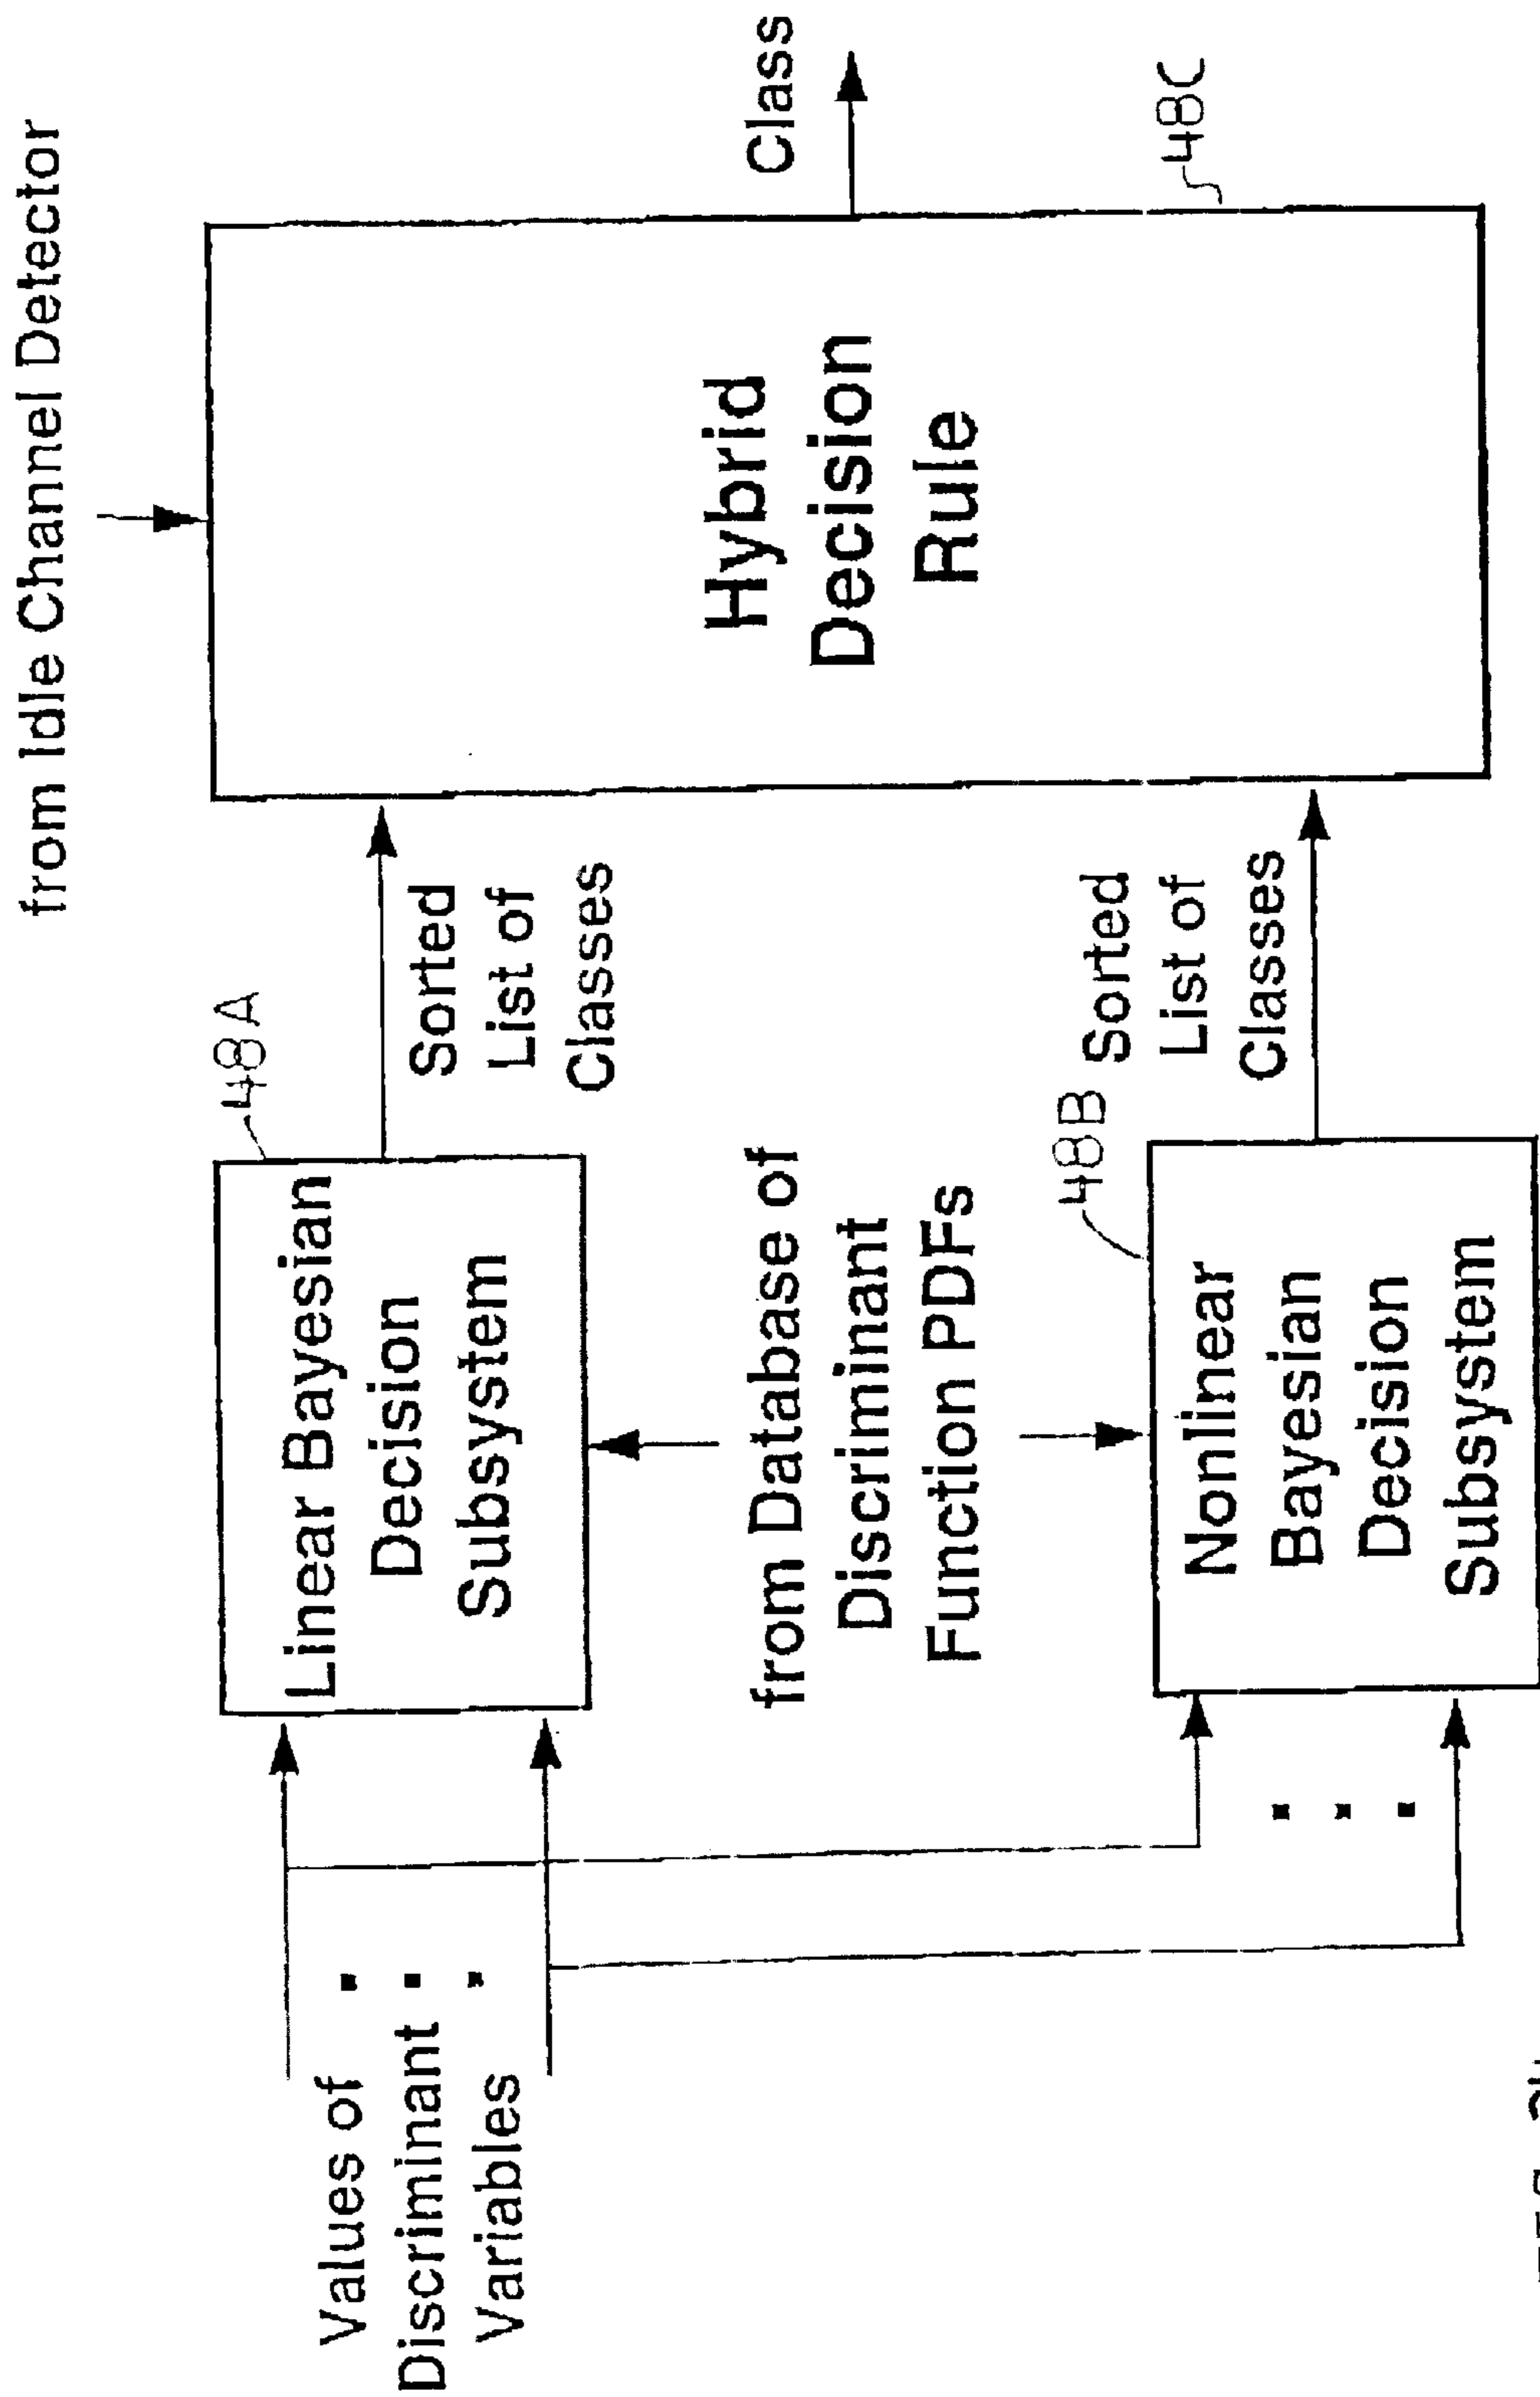 from Idle Channel Detector
Values of
Discriminant
Variables
Linear Bayesian
Decision
Subsystem
48A
Sorted
List of
Classes
from Database of
Discriminant
Function PDFs
Nonlinear
Bayesian
Decision
Subsystem
48B
Sorted
List of
Classes
Hybrid
Decision
Rule
48C
Class